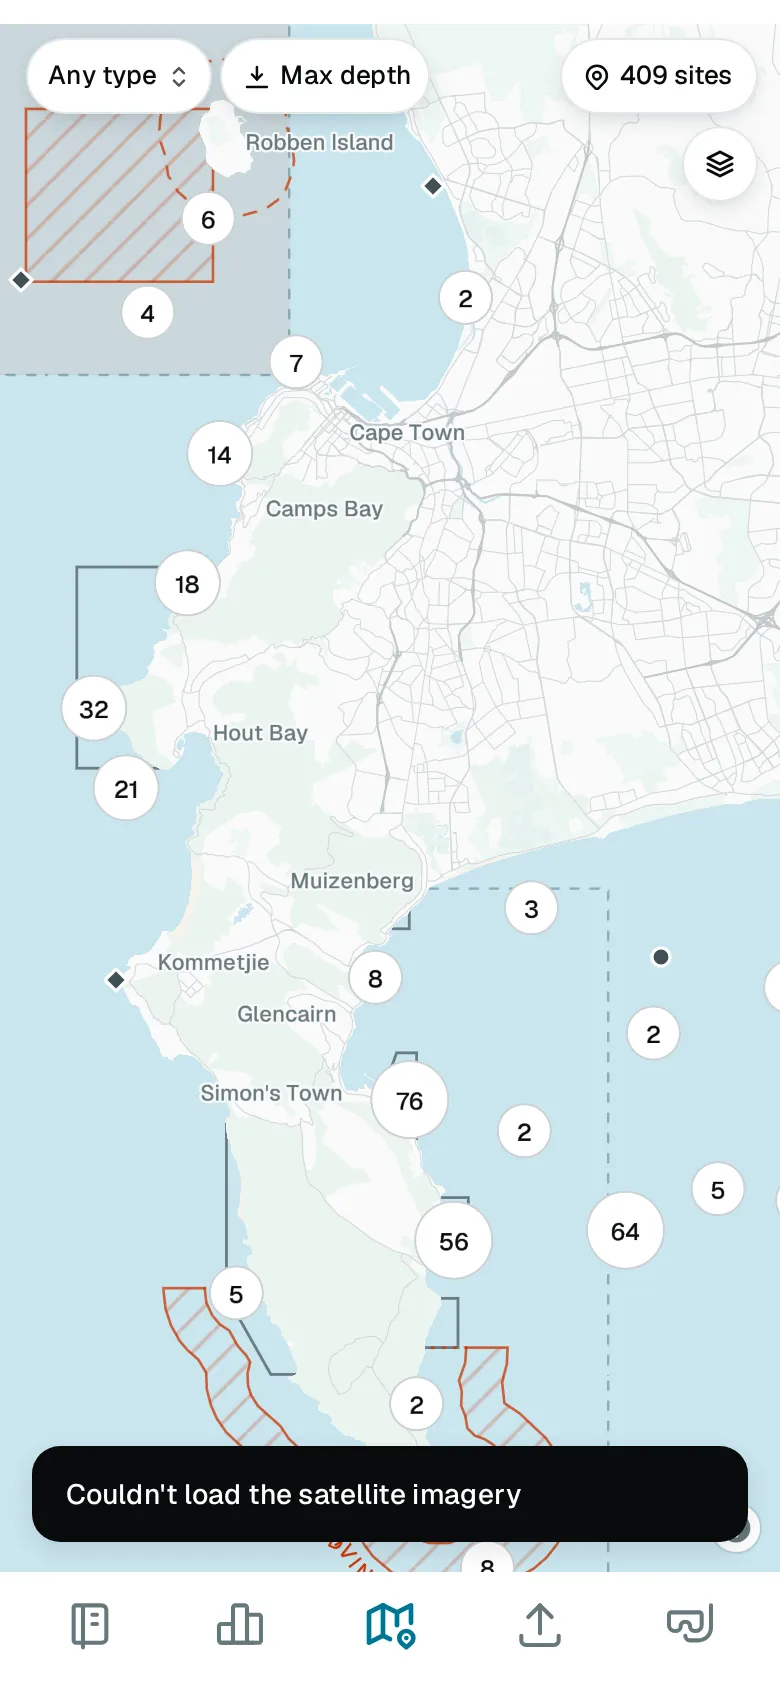 Any type
Max depth
409 sites
Robben Island
6
2
4
7
Cape Town
14
Camps Bay
18
32
Hout Bay
21
Muizenberg
3
Kommetjie
8
Glencairn
2
Simon's Town
76
2
5
56
64
5
2
Couldn't load the satellite imagery
8